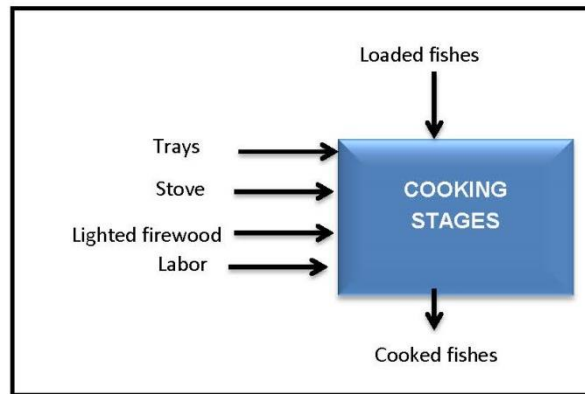 Loaded fishes
Trays
Stove
Lighted firewood
Labor
COOKING
STAGES
Cooked fishes